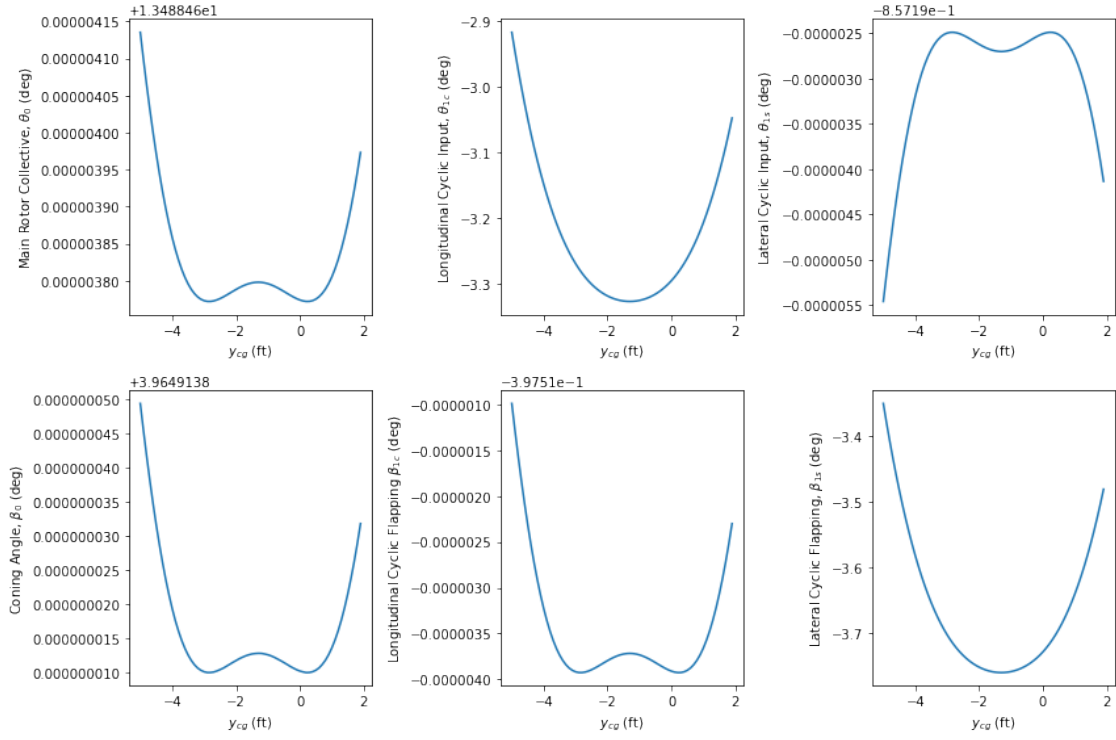 +1.348846e1
0.00000415
0.00000410
0.00000405
0.00000400
0.00000395
0.00000390
0.00000385
0.00000380
Main Rotor Collective, θ₀ (deg)
−4 −2 0 2
y_cg (ft)
−2.9
−3.0
−3.1
−3.2
−3.3
Longitudinal Cyclic Input, θ₁c (deg)
−4 −2 0 2
y_cg (ft)
−8.5719e−1
−0.0000025
−0.0000030
−0.0000035
−0.0000040
−0.0000045
−0.0000050
−0.0000055
Lateral Cyclic Input, θ₁s (deg)
−4 −2 0 2
y_cg (ft)
+3.9649138
0.000000050
0.000000045
0.000000040
0.000000035
0.000000030
0.000000025
0.000000020
0.000000015
0.000000010
Coning Angle, β₀ (deg)
−4 −2 0 2
y_cg (ft)
−3.9751e−1
−0.0000010
−0.0000015
−0.0000020
−0.0000025
−0.0000030
−0.0000035
−0.0000040
Longitudinal Cyclic Flapping β₁c (deg)
−4 −2 0 2
y_cg (ft)
−3.4
−3.5
−3.6
−3.7
Lateral Cyclic Flapping, β₁s (deg)
−4 −2 0 2
y_cg (ft)